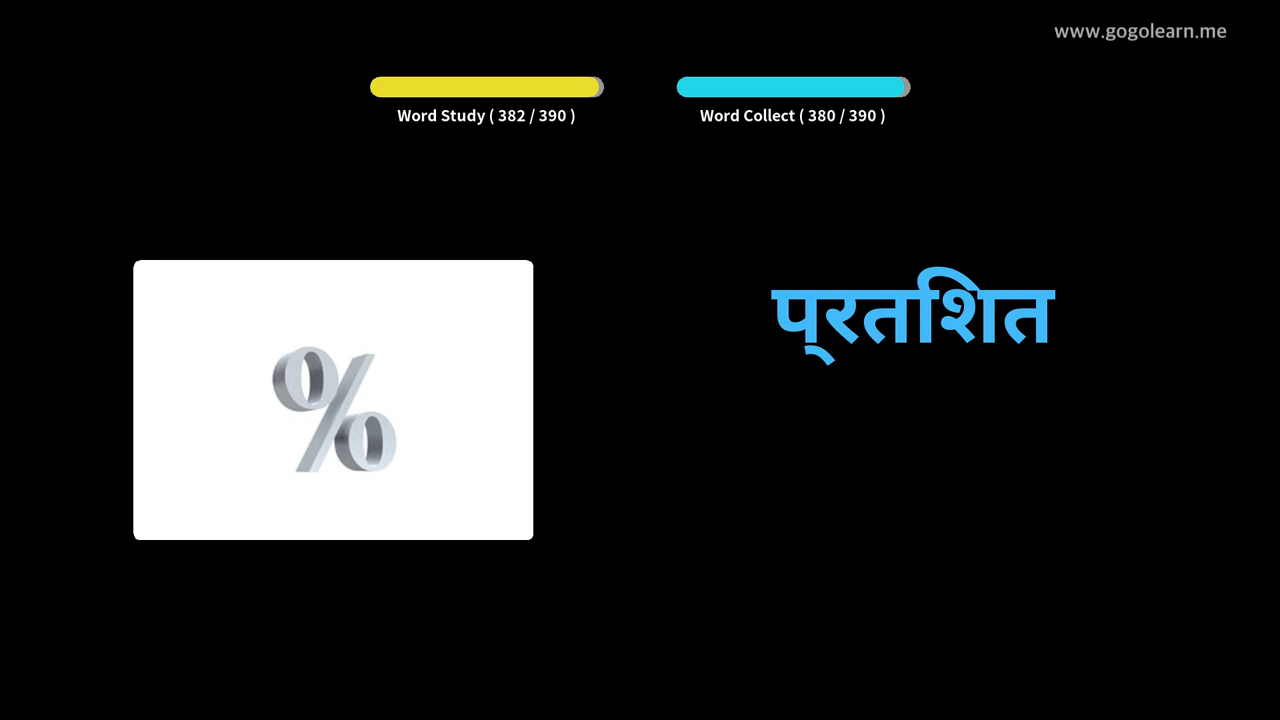 www.gogolearn.me
Word Study ( 382 / 390 )
Word Collect ( 380 / 390 )
प्रतिशत
%